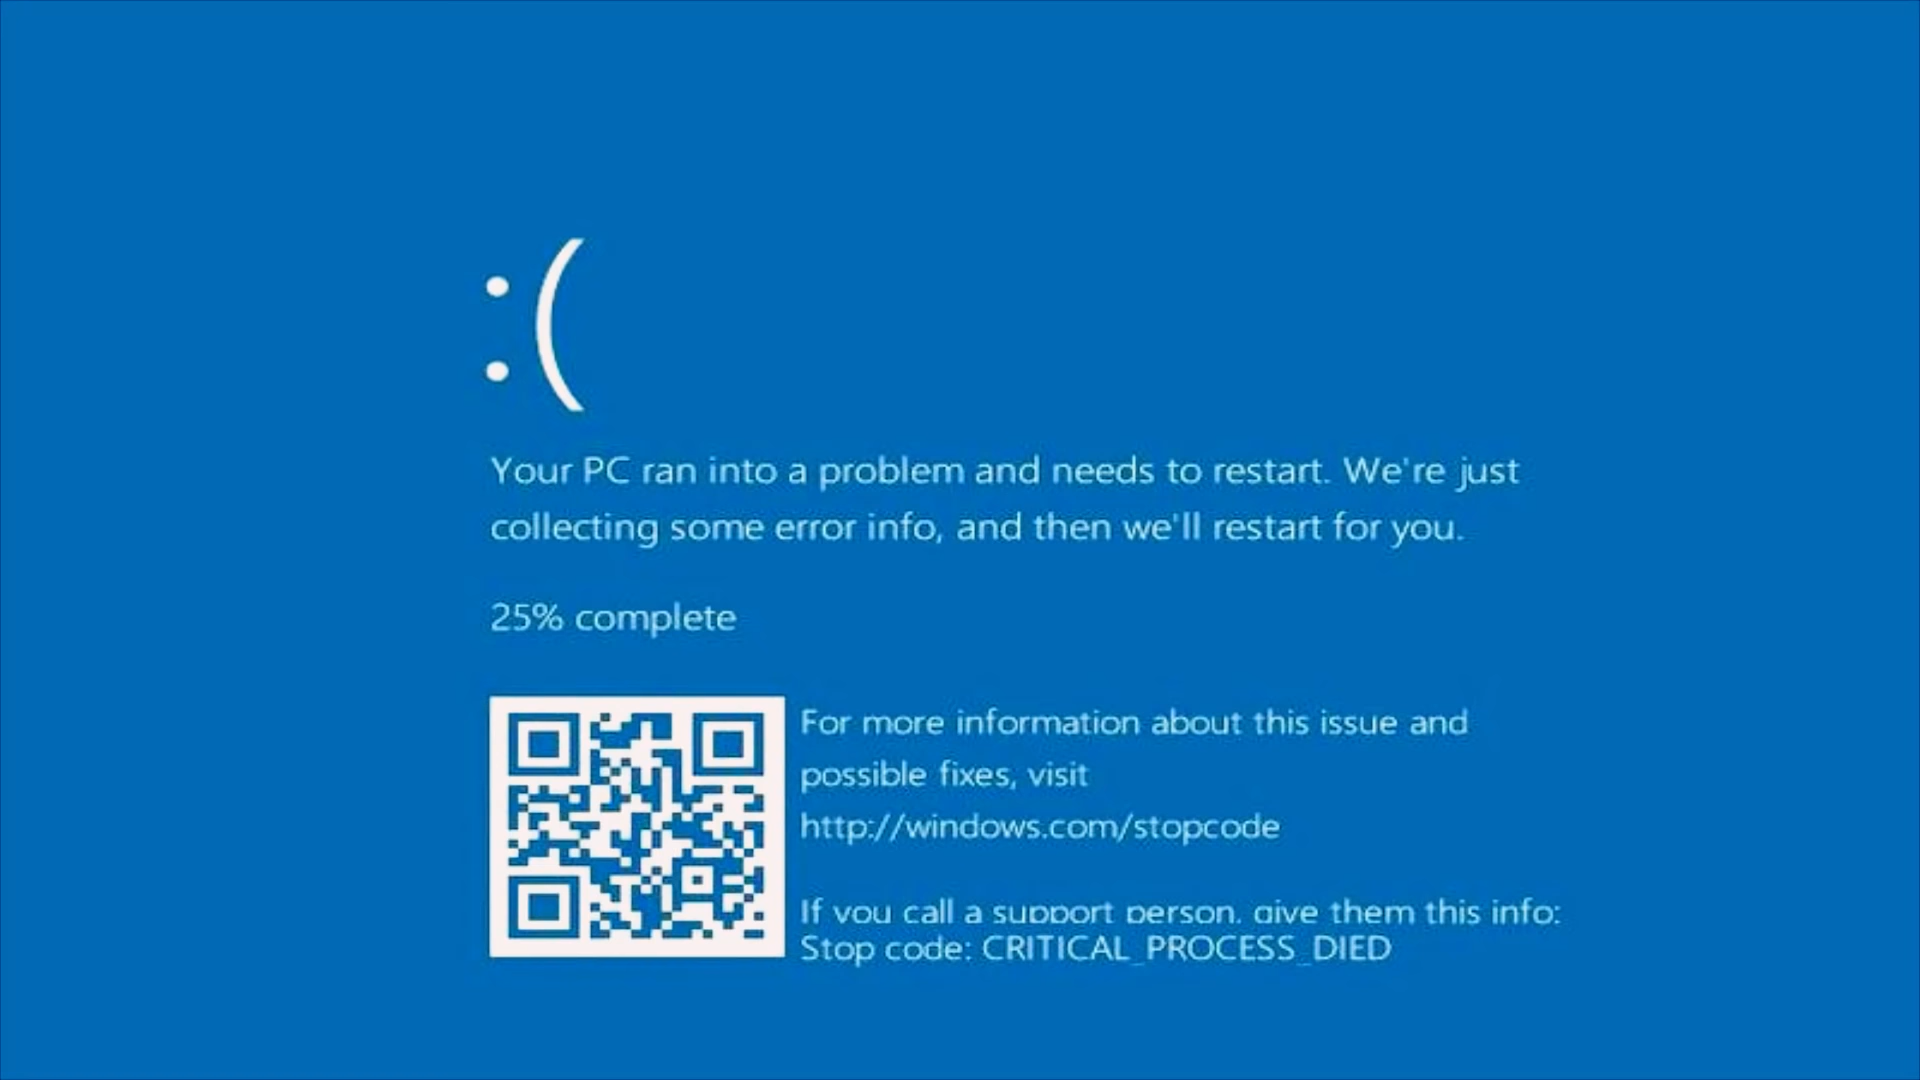 :(
Your PC ran into a problem and needs to restart. We're just
collecting some error info, and then we'll restart for you.
25% complete
For more information about this issue and
possible fixes, visit
http://windows.com/stopcode
If you call a support person, give them this info:
Stop code: CRITICAL_PROCESS_DIED